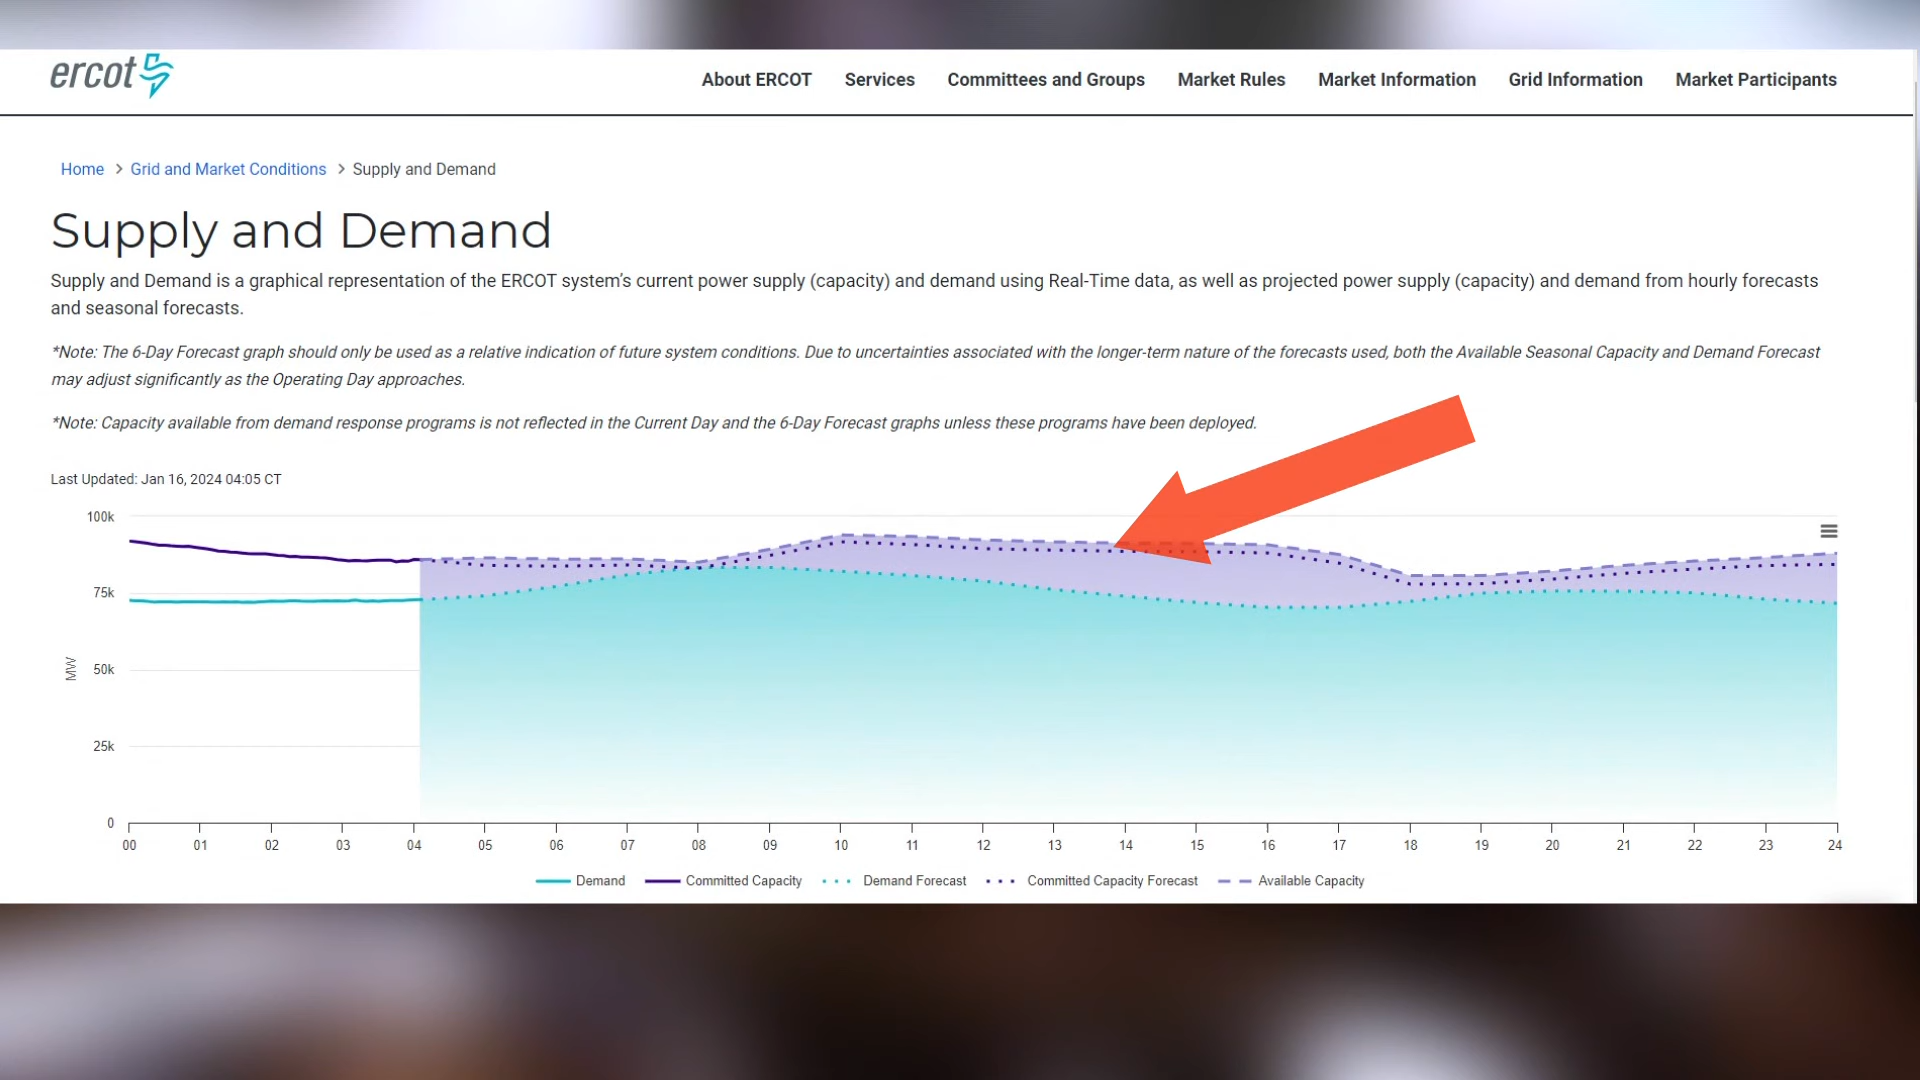 ercot
About ERCOT Services Committees and Groups Market Rules Market Information Grid Information Market Participants
Home > Grid and Market Conditions > Supply and Demand
Supply and Demand
Supply and Demand is a graphical representation of the ERCOT system's current power supply (capacity) and demand using Real-Time data, as well as projected power supply (capacity) and demand from hourly forecasts
and seasonal forecasts.
*Note: The 6-Day Forecast graph should only be used as a relative indication of future system conditions. Due to uncertainties associated with the longer-term nature of the forecasts used, both the Available Seasonal Capacity and Demand Forecast
may adjust significantly as the Operating Day approaches.
*Note: Capacity available from demand response programs is not reflected in the Current Day and the 6-Day Forecast graphs unless these programs have been deployed.
Last Updated: Jan 16, 2024 04:05 CT
100k
75k
50k
25k
0
MW
00 01 02 03 04 05 06 07 08 09 10 11 12 13 14 15 16 17 18 19 20 21 22 23 24
Demand Committed Capacity Demand Forecast Committed Capacity Forecast Available Capacity